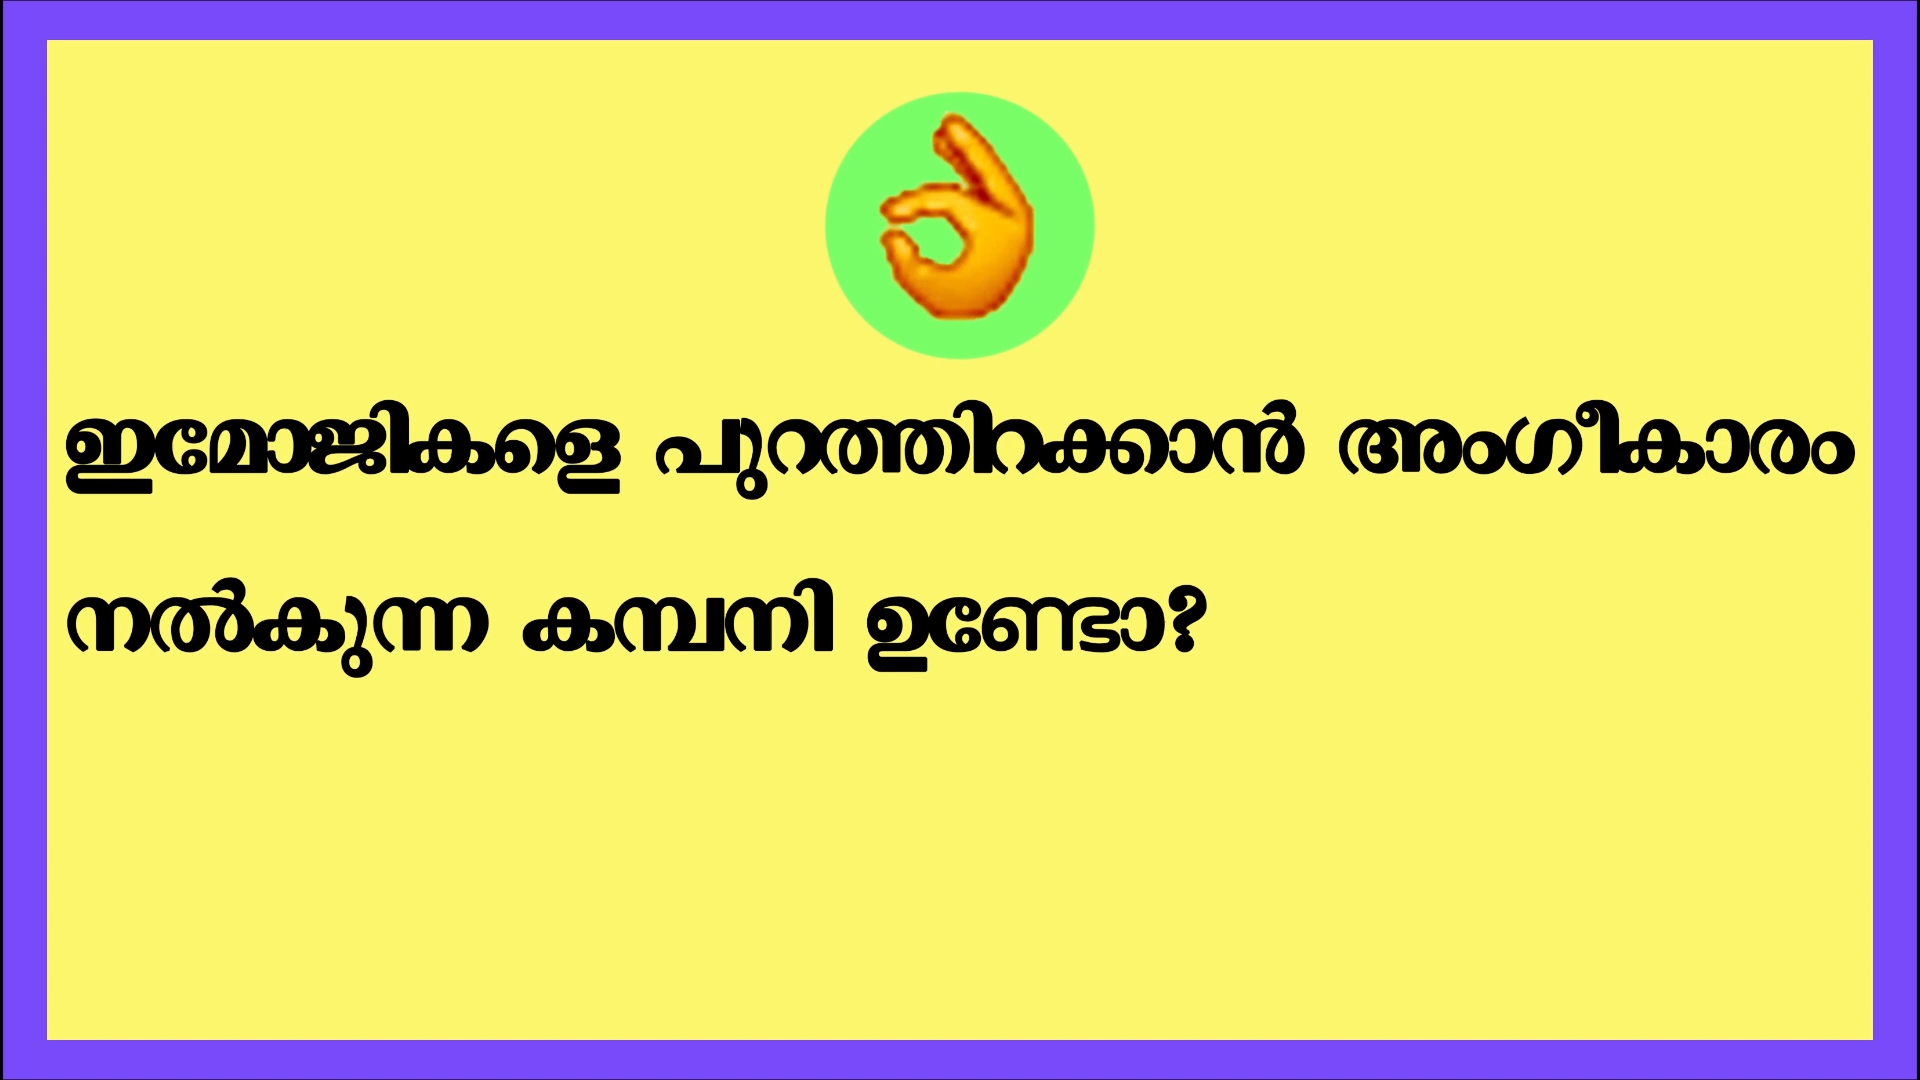 ഇമോജികളെ പുറത്തിറക്കാൻ അംഗീകാരം
നൽകുന്ന കമ്പനി ഉണ്ടോ?